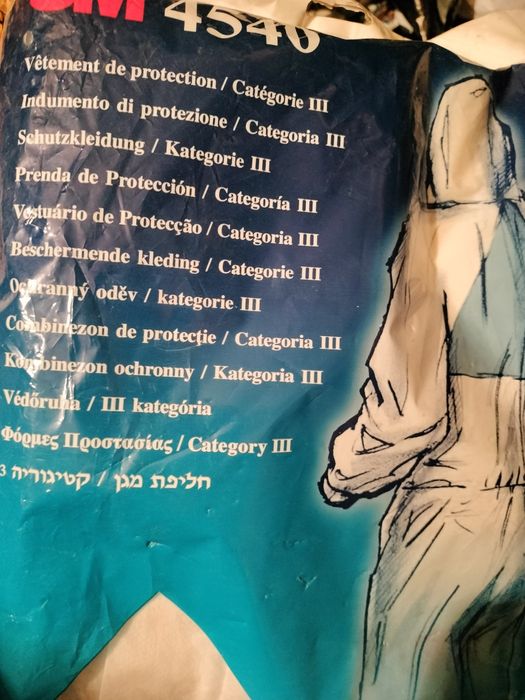 3M 4540
Vêtement de protection / Catégorie III
Indumento di protezione / Categoria III
Schutzkleidung / Kategorie III
Prenda de Protección / Categoría III
Vestuário de Protecção / Categoria III
Beschermende kleding / Categorie III
Ochranný oděv / kategorie III
Combinezon de protecţie / Categoria III
Kombinezon ochronny / Kategoria III
Védőruha / III kategória
Φόρμες Προστασίας / Category III
חליפת מגן / קטיגוריה 3